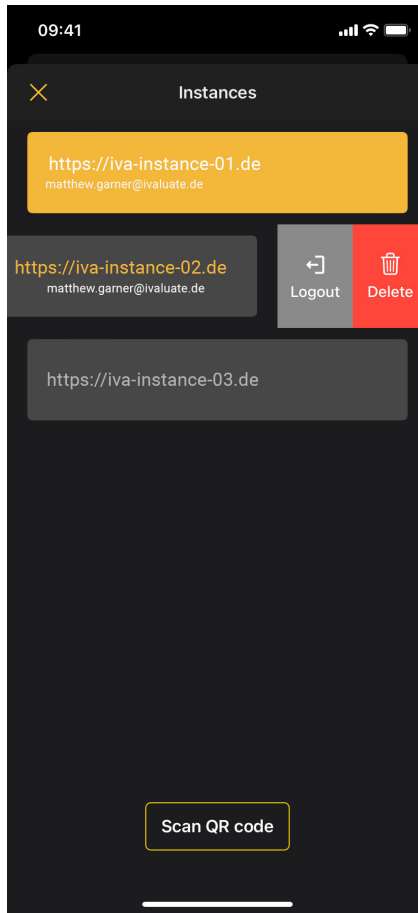 09:41
Instances
https://iva-instance-01.de
matthew.garner@ivaluate.de
https://iva-instance-02.de
matthew.garner@ivaluate.de
Logout
Delete
https://iva-instance-03.de
Scan QR code